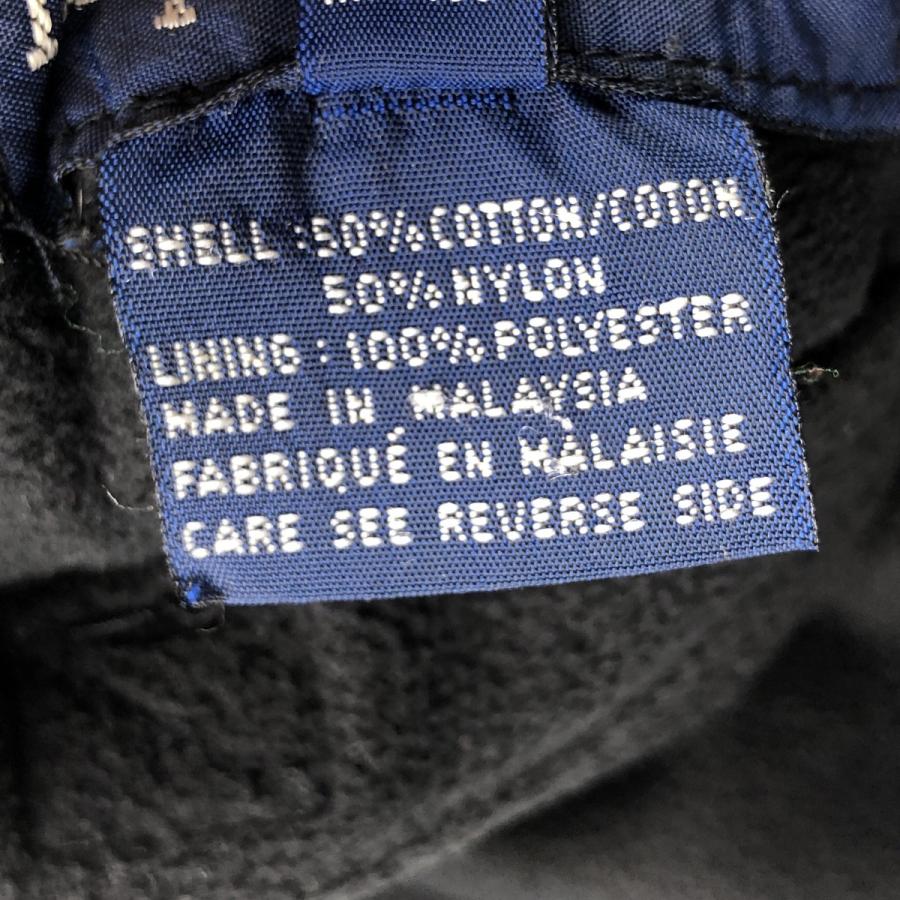 SHELL : 50% COTTON/COTON
50% NYLON
LINING : 100% POLYESTER
MADE IN MALAYSIA
FABRIQUÉ EN MALAISIE
CARE SEE REVERSE SIDE